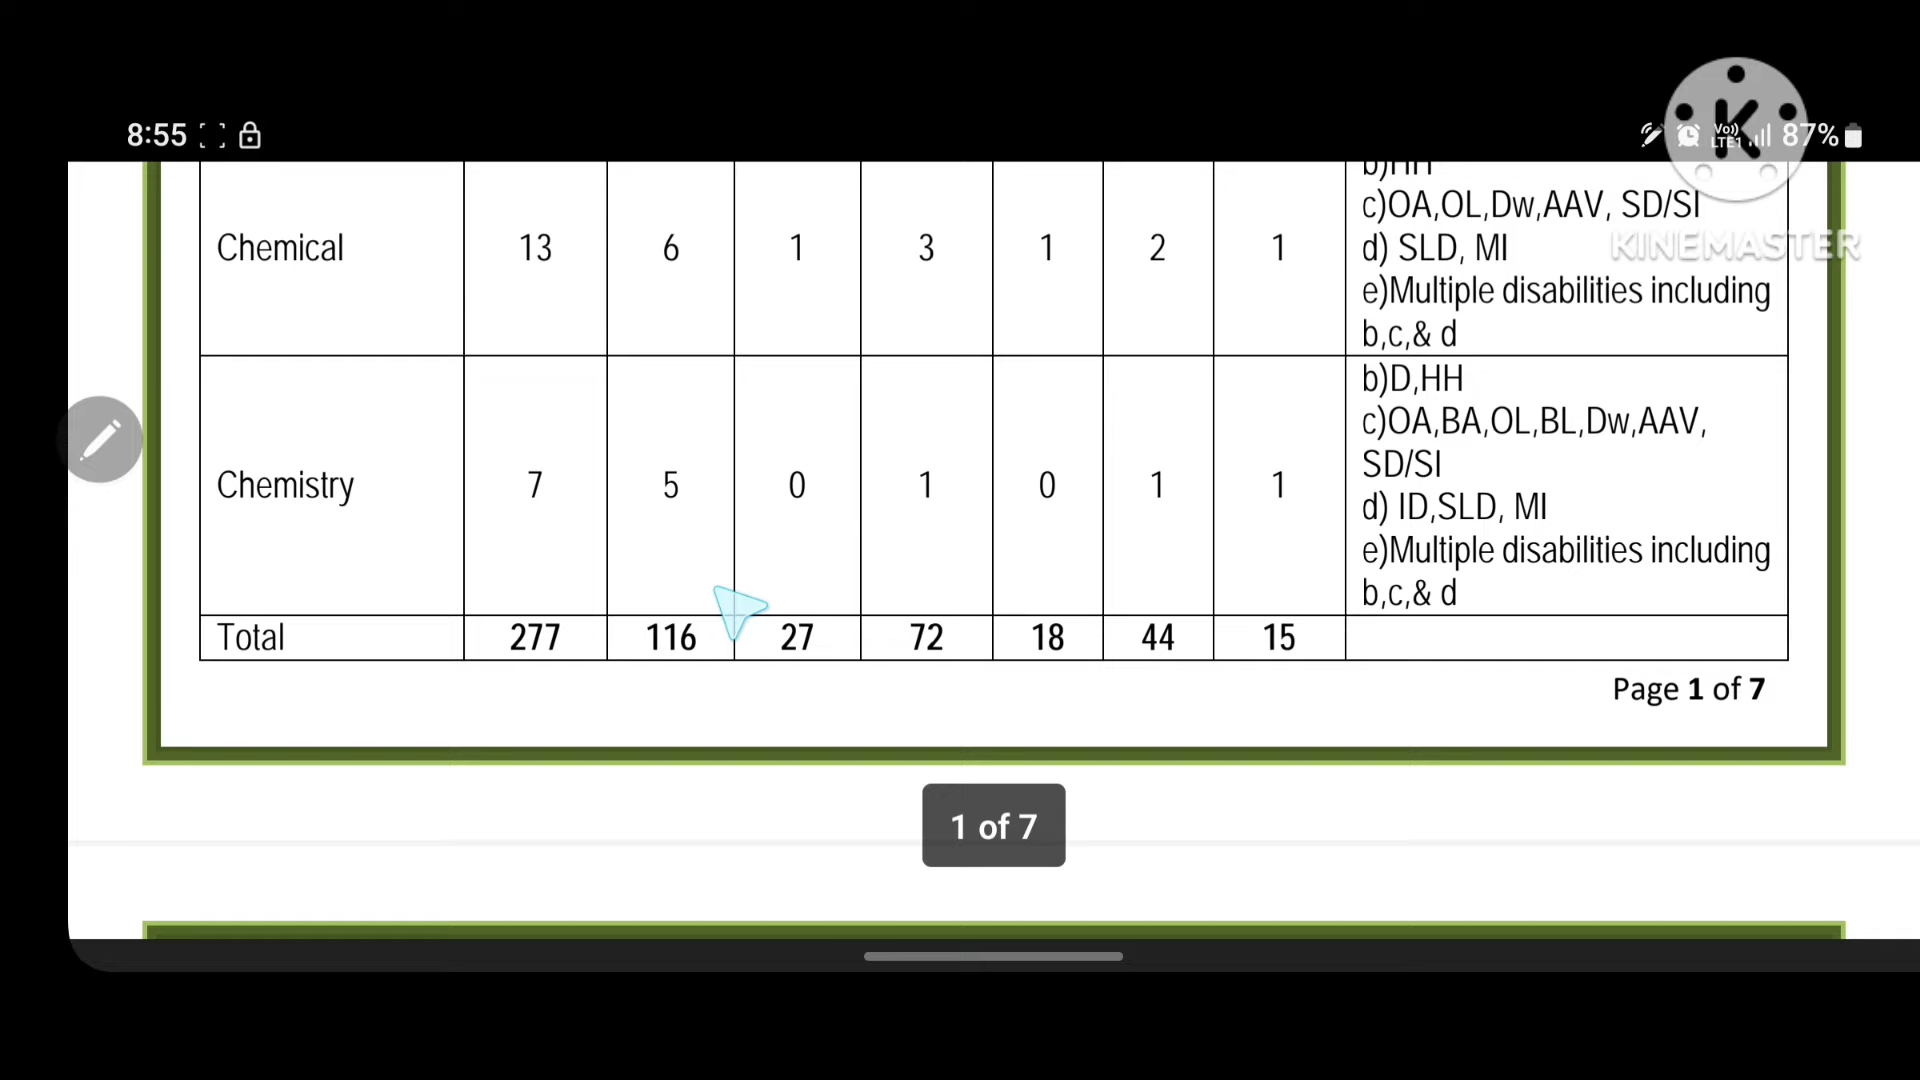 8:55 Vo)) LTE1 87%
K
KINEMASTER
b)HH
c)OA,OL,Dw,AAV, SD/SI
Chemical 13 6 1 3 1 2 1 d) SLD, MI
e)Multiple disabilities including
b,c,& d
b)D,HH
c)OA,BA,OL,BL,Dw,AAV,
SD/SI
Chemistry 7 5 0 1 0 1 1
d) ID,SLD, MI
e)Multiple disabilities including
b,c,& d
Total 277 116 27 72 18 44 15
Page 1 of 7
1 of 7